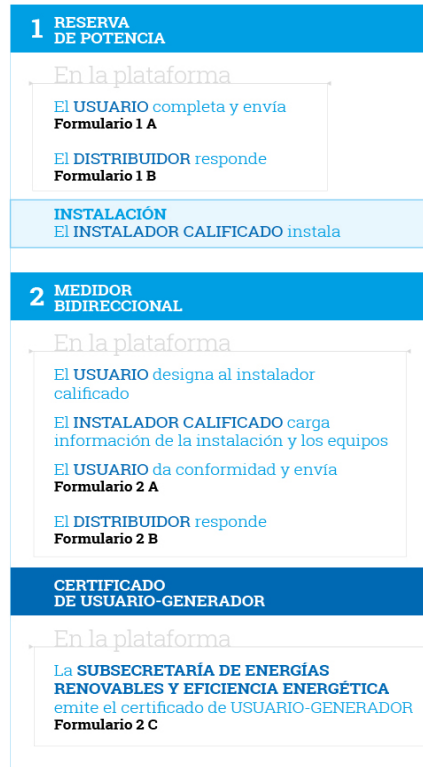 1 RESERVA
DE POTENCIA
En la plataforma
El USUARIO completa y envía
Formulario 1 A
El DISTRIBUIDOR responde
Formulario 1 B
INSTALACIÓN
El INSTALADOR CALIFICADO instala
2 MEDIDOR
BIDIRECCIONAL
En la plataforma
El USUARIO designa al instalador
calificado
El INSTALADOR CALIFICADO carga
información de la instalación y los equipos
El USUARIO da conformidad y envía
Formulario 2 A
El DISTRIBUIDOR responde
Formulario 2 B
CERTIFICADO
DE USUARIO-GENERADOR
En la plataforma
La SUBSECRETARÍA DE ENERGÍAS
RENOVABLES Y EFICIENCIA ENERGÉTICA
emite el certificado de USUARIO-GENERADOR
Formulario 2 C